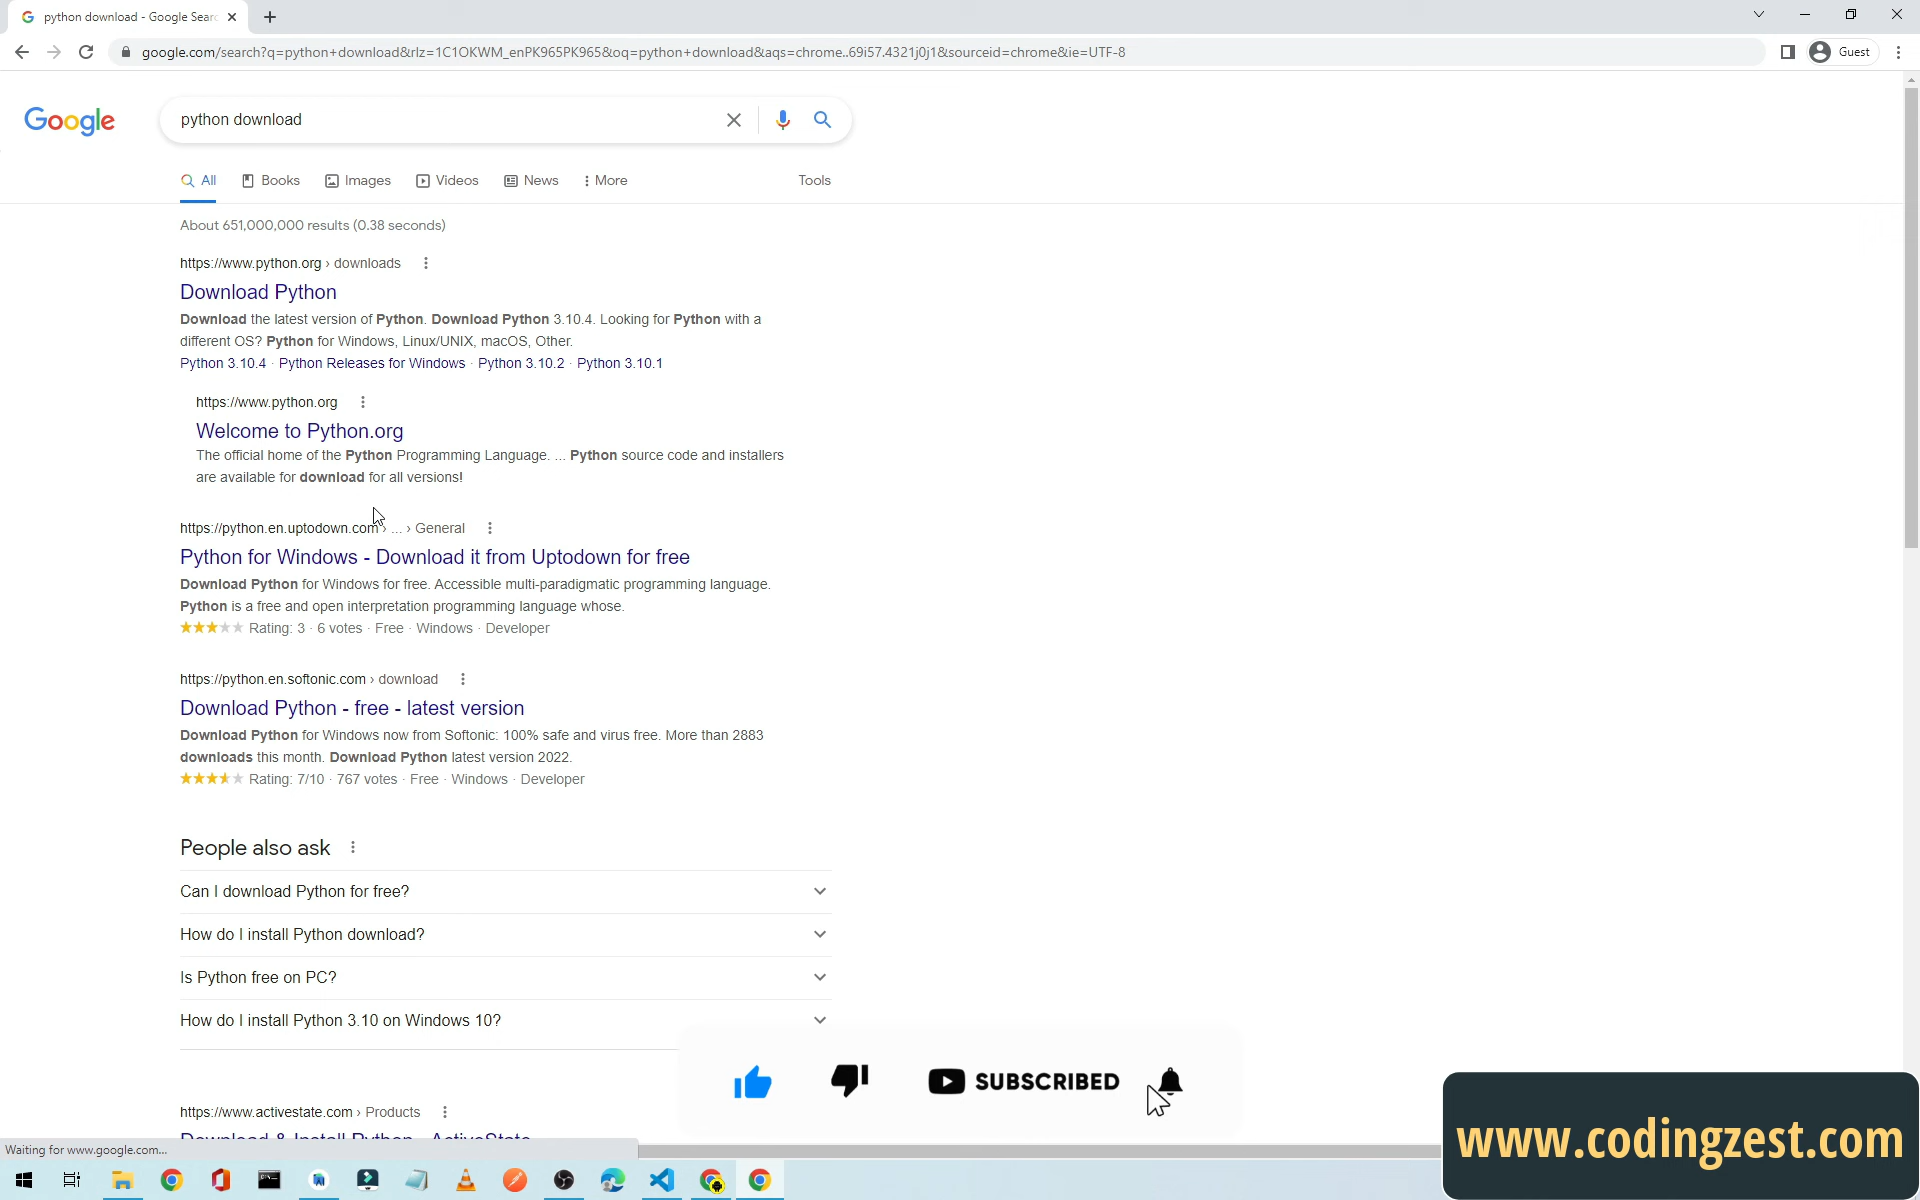 python download - Google Sear
google.com/search?q=python+download&rlz=1C1OKWM_enPK965PK965&oq=python+download&aqs=chrome..69i57.4321j0j1&sourceid=chrome&ie=UTF-8
Guest
Google
python download
All
Books
Images
Videos
News
More
Tools
About 651,000,000 results (0.38 seconds)
https://www.python.org › downloads
Download Python
Download the latest version of Python. Download Python 3.10.4. Looking for Python with a
different OS? Python for Windows, Linux/UNIX, macOS, Other.
Python 3.10.4 · Python Releases for Windows · Python 3.10.2 · Python 3.10.1
https://www.python.org
Welcome to Python.org
The official home of the Python Programming Language. ... Python source code and installers
are available for download for all versions!
https://python.en.uptodown.com › ... › General
Python for Windows - Download it from Uptodown for free
Download Python for Windows for free. Accessible multi-paradigmatic programming language.
Python is a free and open interpretation programming language whose.
Rating: 3 · 6 votes · Free · Windows · Developer
https://python.en.softonic.com › download
Download Python - free - latest version
Download Python for Windows now from Softonic: 100% safe and virus free. More than 2883
downloads this month. Download Python latest version 2022.
Rating: 7/10 · 767 votes · Free · Windows · Developer
People also ask
Can I download Python for free?
How do I install Python download?
Is Python free on PC?
How do I install Python 3.10 on Windows 10?
SUBSCRIBED
https://www.activestate.com › Products
Download & Install Python - ActiveState
Waiting for www.google.com...
www.codingzest.com